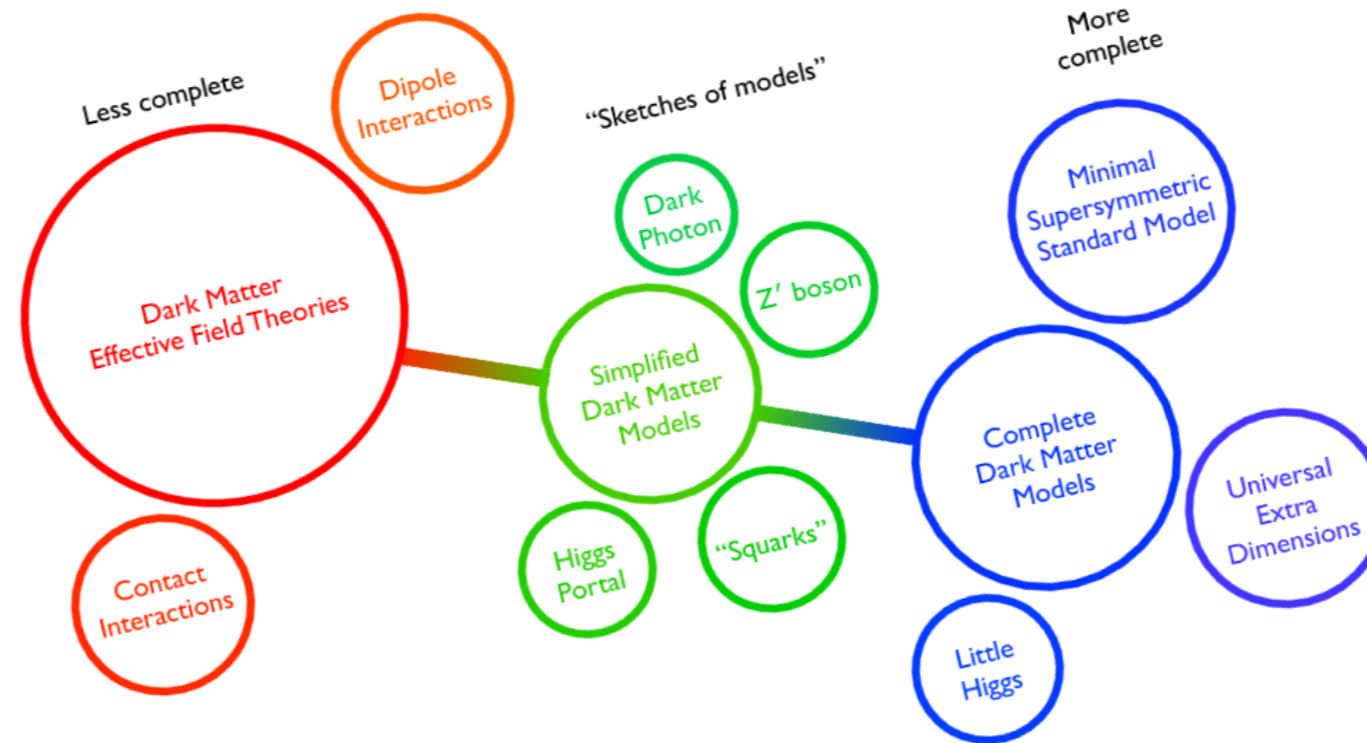 Less complete
Dipole
Interactions
Dark Matter
Effective Field Theories
Contact
Interactions
“Sketches of models”
Dark
Photon
Z′ boson
Simplified
Dark Matter
Models
Higgs
Portal
“Squarks”
More
complete
Minimal
Supersymmetric
Standard Model
Complete
Dark Matter
Models
Universal
Extra
Dimensions
Little
Higgs